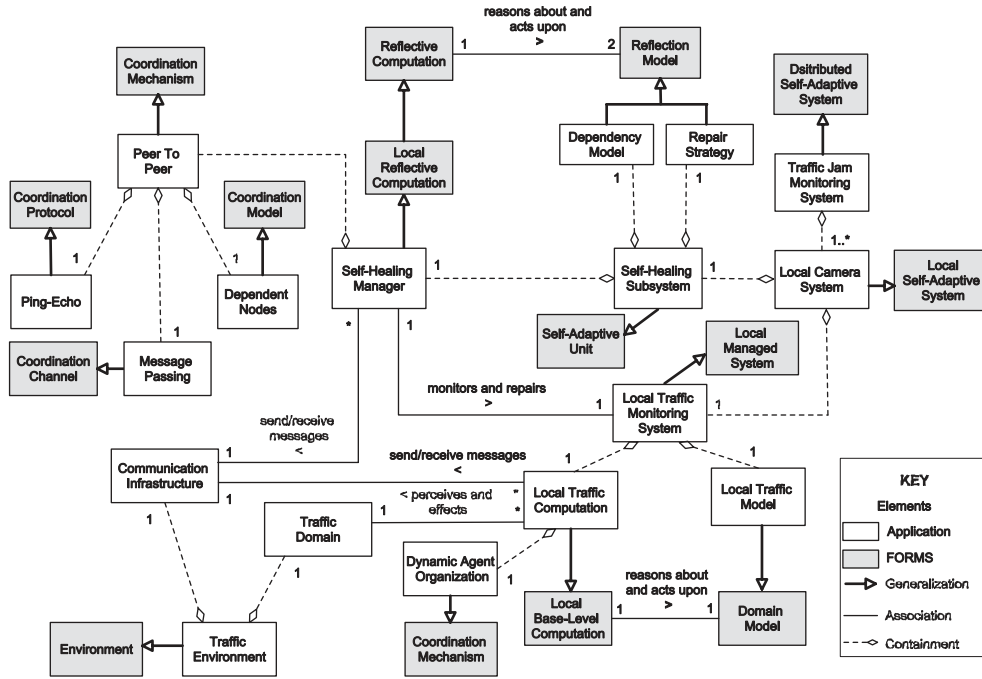 reasons about and
acts upon
>
1
2
Reflective
Computation
Reflection
Model
Coordination
Mechanism
Dsitributed
Self-Adaptive
System
Peer To
Peer
Dependency
Model
Repair
Strategy
Local
Reflective
Computation
Traffic Jam
Monitoring
System
1
1
Coordination
Protocol
Coordination
Model
1
1
1..*
Self-Healing
Manager
1
Self-Healing
Subsystem
1
Local Camera
System
Local
Self-Adaptive
System
Ping-Echo
Dependent
Nodes
*
1
Self-Adaptive
Unit
Local
Managed
System
1
Coordination
Channel
Message
Passing
monitors and repairs
>
1
Local Traffic
Monitoring
System
1
send/receive
messages
<
1
send/receive messages
<
1
1
Communication
Infrastructure
1
*
Local Traffic
Computation
Local Traffic
Model
< perceives and
effects
*
1
1
Traffic
Domain
1
Dynamic Agent
Organization
1
reasons about
and acts upon
>
Local
Base-Level
Computation
1
1
Domain
Model
Coordination
Mechanism
Environment
Traffic
Environment
KEY
Elements
Application
FORMS
Generalization
Association
Containment